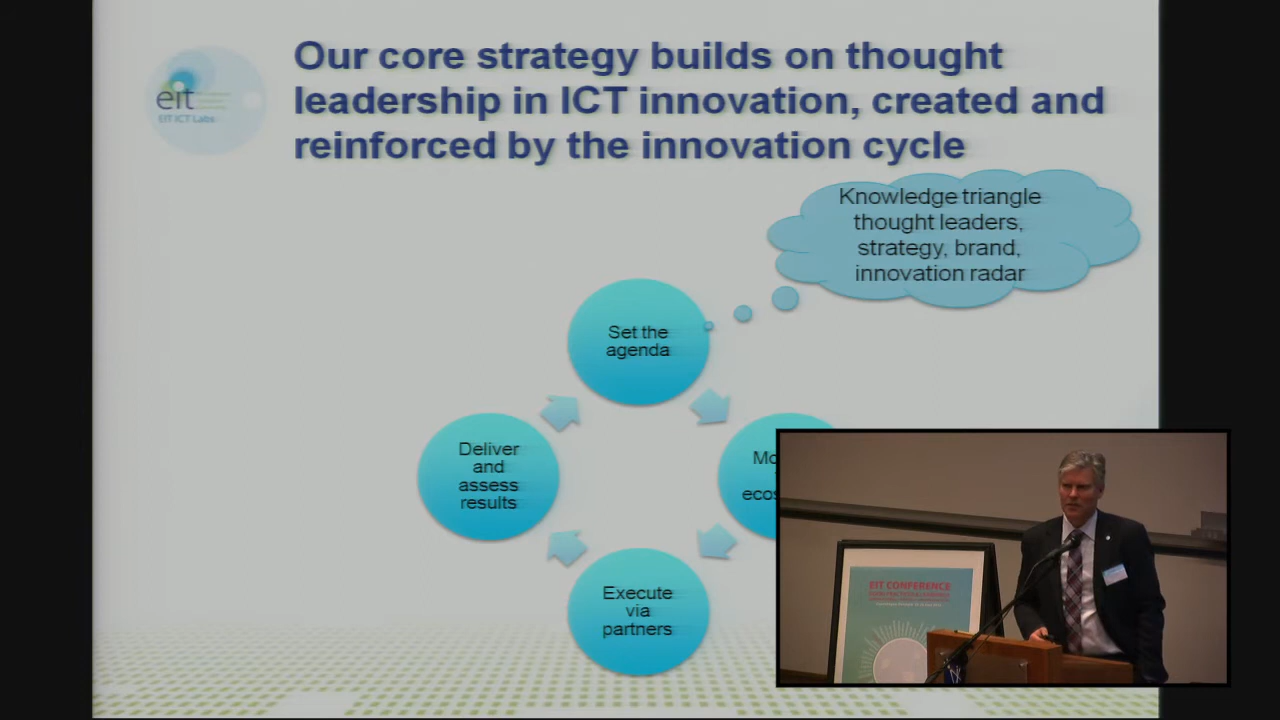 Our core strategy builds on thought
leadership in ICT innovation, created and
reinforced by the innovation cycle
eit
EIT ICT Labs
Knowledge triangle
thought leaders,
strategy, brand,
innovation radar
Set the
agenda
Deliver
and
assess
results
Mo
ecos
Execute
via
partners
EIT CONFERENCE